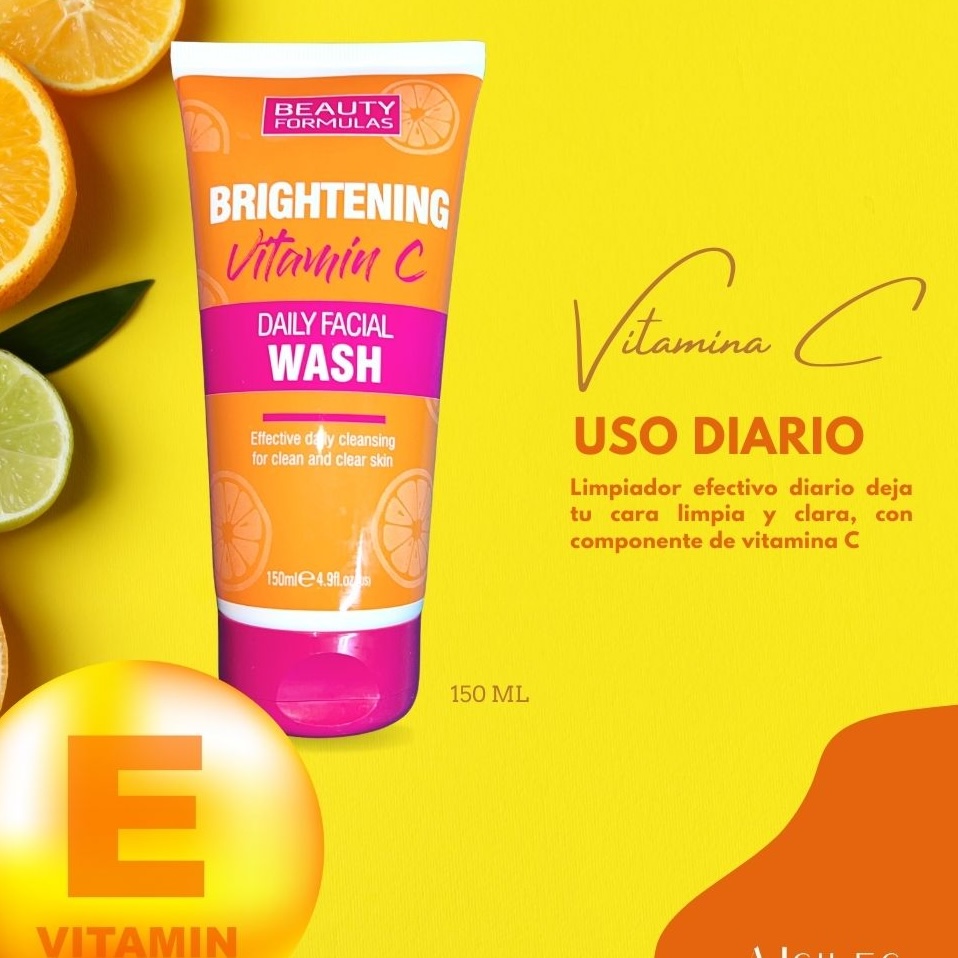 BEAUTY
FORMULAS
BRIGHTENING
Vitamin C
DAILY FACIAL
WASH
Effective daily cleansing
for clean and clear skin
150ml e 4.9fl.oz
Vitamina C
USO DIARIO
Limpiador efectivo diario deja
tu cara limpia y clara, con
componente de vitamina C
150 ML
E
VITAMIN